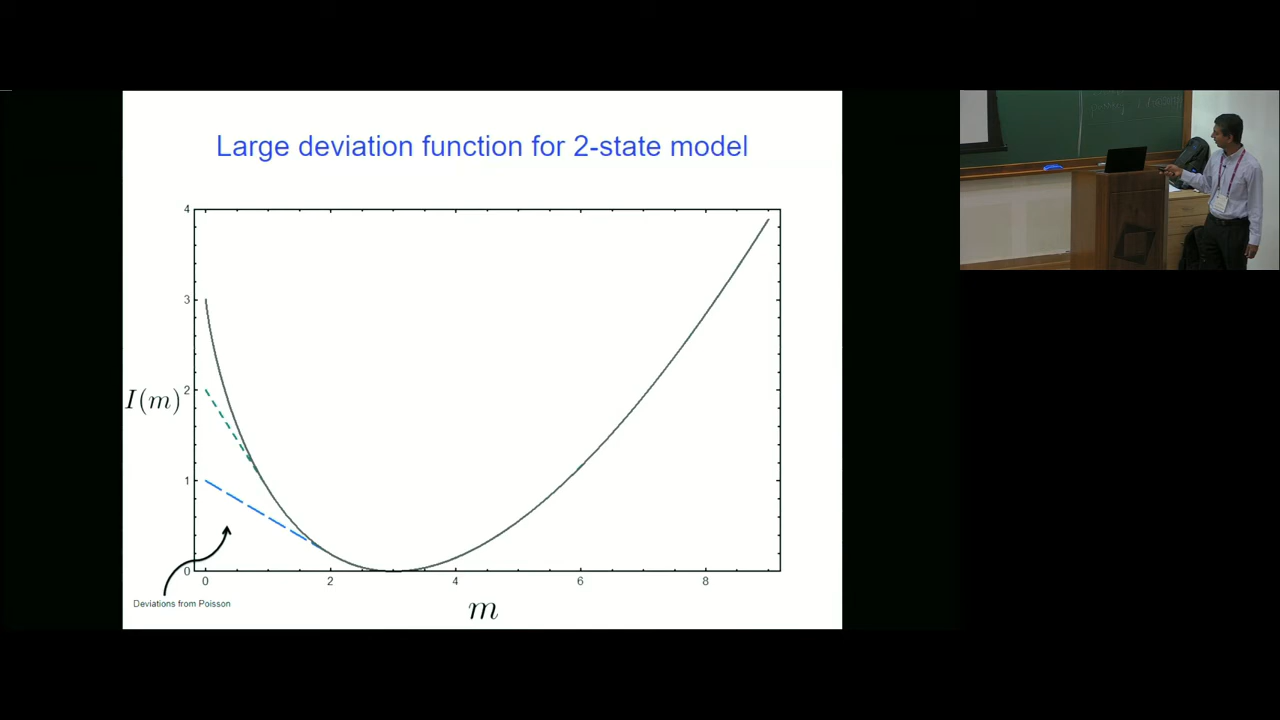 Large deviation function for 2-state model
4
3
I(m)
2
1
0
0 2 4 6 8
m
Deviations from Poisson